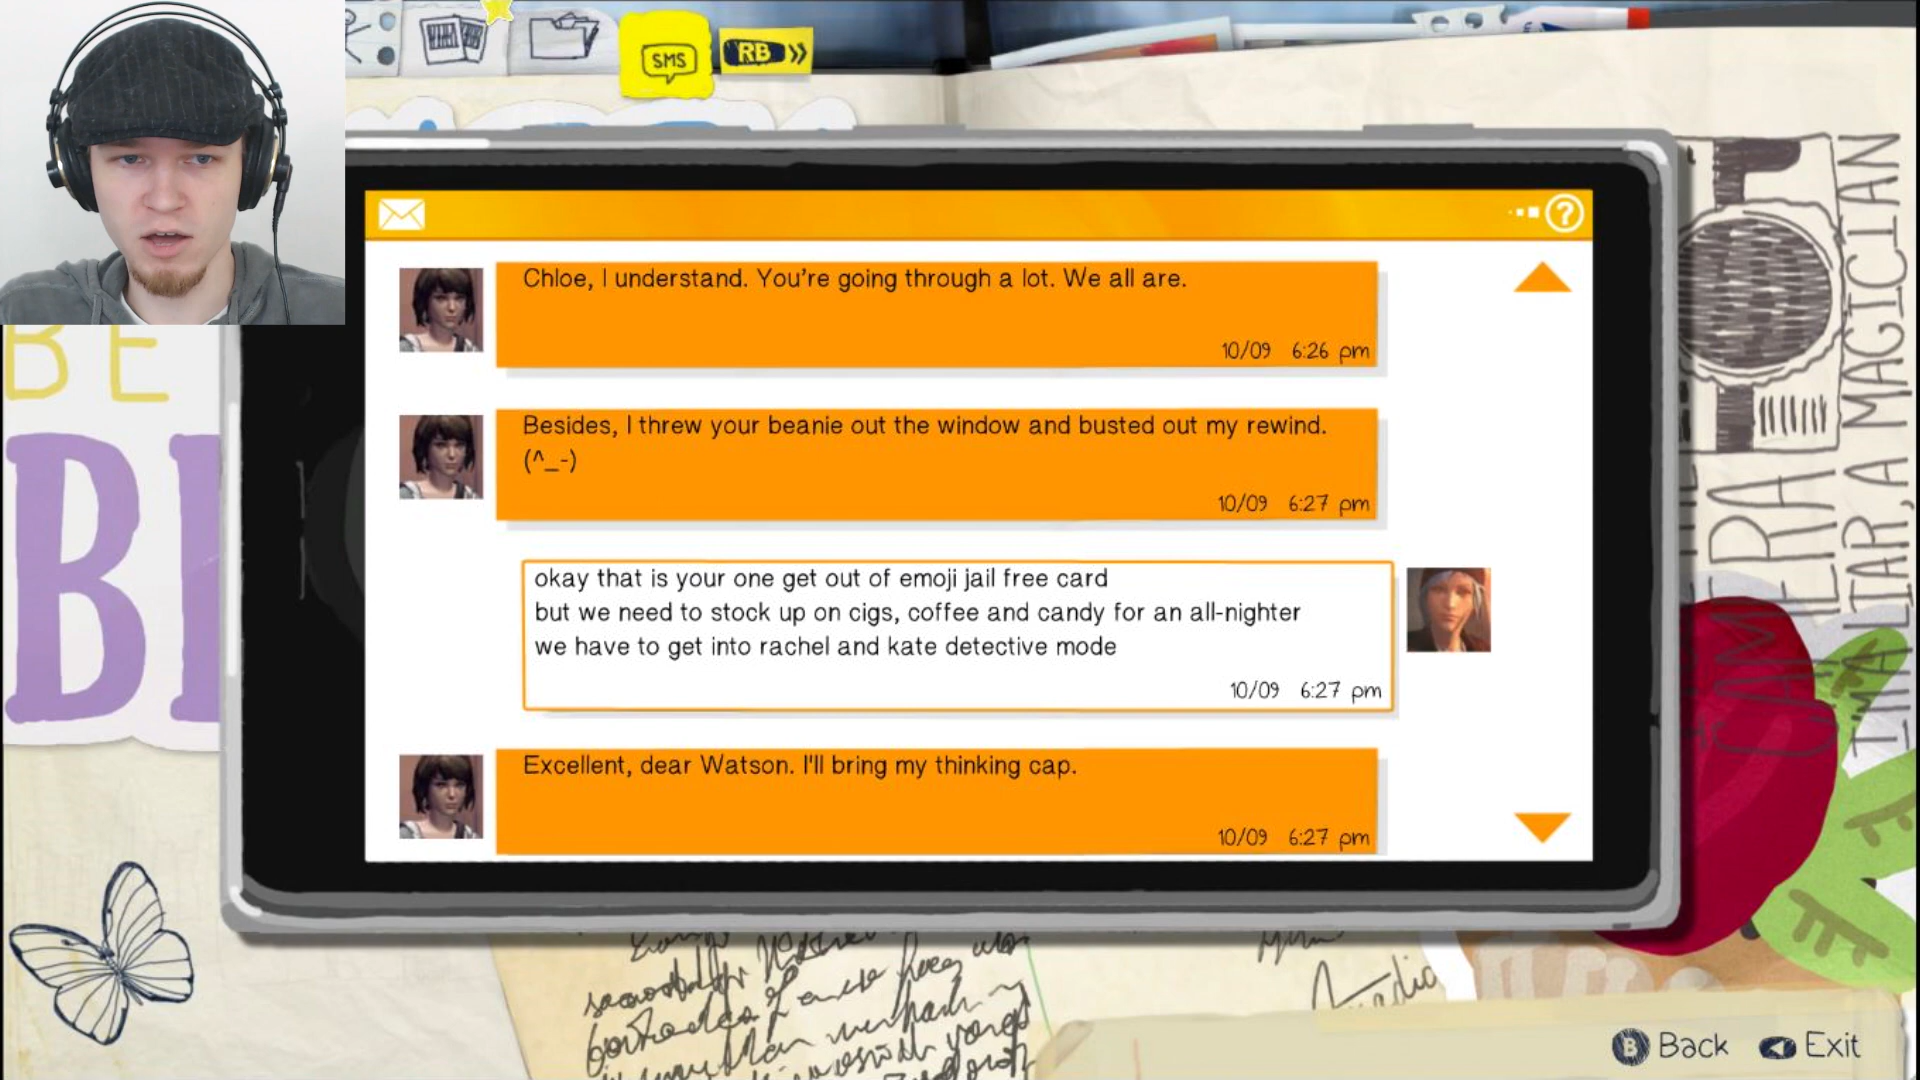 SMS
RB
Chloe, I understand. You're going through a lot. We all are.
10/09 6:26 pm
Besides, I threw your beanie out the window and busted out my rewind.
(^_-)
10/09 6:27 pm
okay that is your one get out of emoji jail free card
but we need to stock up on cigs, coffee and candy for an all-nighter
we have to get into rachel and kate detective mode
10/09 6:27 pm
Excellent, dear Watson. I'll bring my thinking cap.
10/09 6:27 pm
BE
CAMERA
LIAR, A MAGICIAN
B Back
Exit